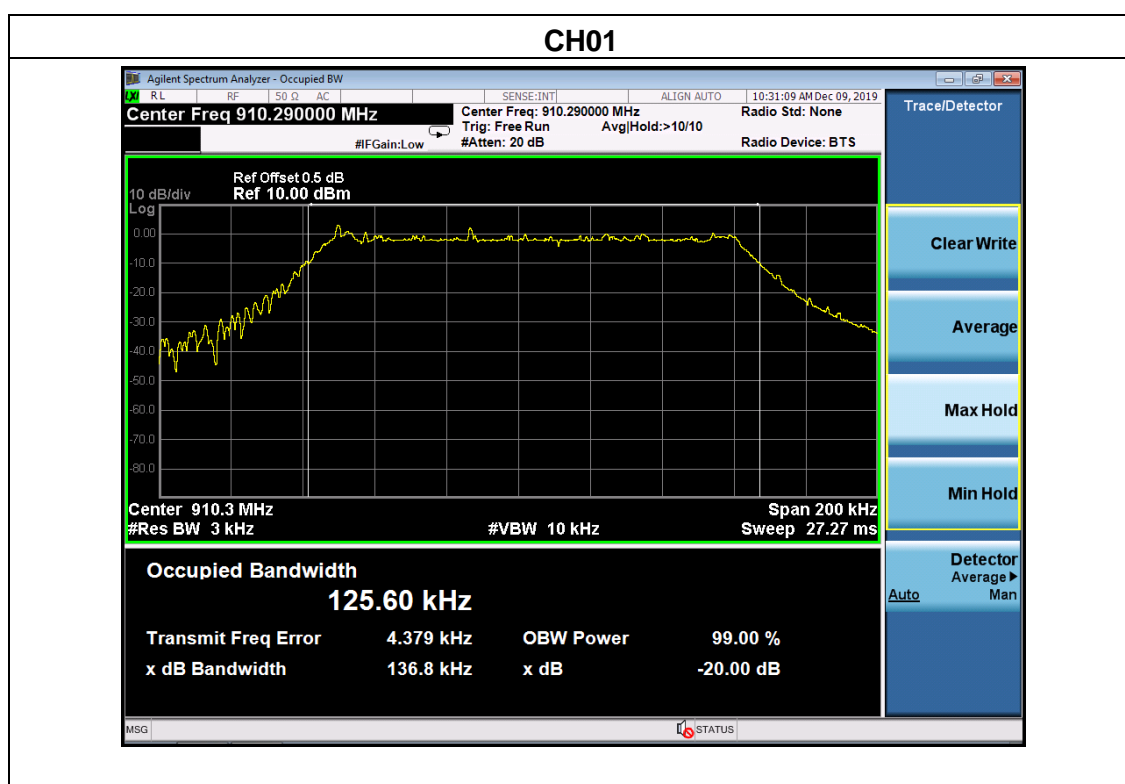 CH01
Agilent Spectrum Analyzer - Occupied BW
LXI RL RF 50 Ω AC SENSE:INT ALIGN AUTO 10:31:09 AM Dec 09, 2019
Center Freq 910.290000 MHz
Center Freq: 910.290000 MHz Radio Std: None
Trig: Free Run Avg|Hold:>10/10
#IFGain:Low #Atten: 20 dB Radio Device: BTS
Trace/Detector
Ref Offset 0.5 dB
10 dB/div Ref 10.00 dBm
Log
0.00
-10.0
-20.0
-30.0
-40.0
-50.0
-60.0
-70.0
-80.0
Center 910.3 MHz Span 200 kHz
#Res BW 3 kHz #VBW 10 kHz Sweep 27.27 ms
Clear Write
Average
Max Hold
Min Hold
Detector
Average▶
Auto Man
Occupied Bandwidth
125.60 kHz
Transmit Freq Error 4.379 kHz OBW Power 99.00 %
x dB Bandwidth 136.8 kHz x dB -20.00 dB
MSG STATUS